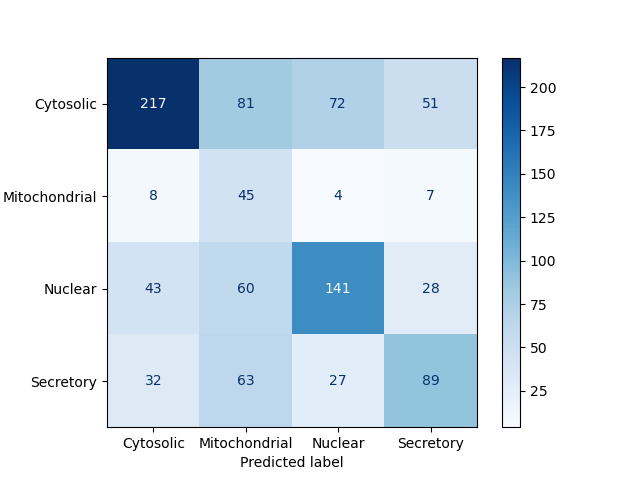 Cytosolic 217 81 72 51
Mitochondrial 8 45 4 7
Nuclear 43 60 141 28
Secretory 32 63 27 89
Cytosolic Mitochondrial Nuclear Secretory
Predicted label
200
175
150
125
100
75
50
25